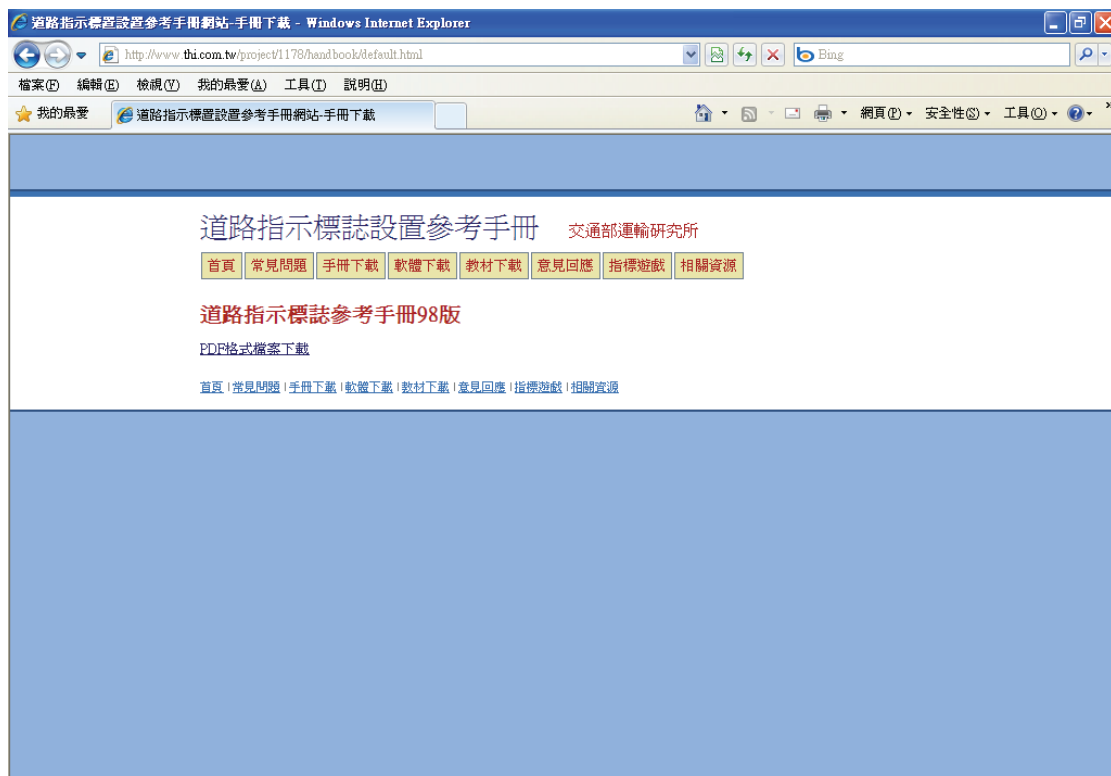 道路指示標置設置參考手冊網站-手冊下載 - Windows Internet Explorer
http://www.thi.com.tw/project/1178/handbook/default.html Bing
檔案(F) 編輯(E) 檢視(V) 我的最愛(A) 工具(T) 說明(H)
我的最愛 道路指示標置設置參考手冊網站-手冊下載 網頁(P) 安全性(S) 工具(O)
道路指示標誌設置參考手冊 交通部運輸研究所
首頁 常見問題 手冊下載 軟體下載 教材下載 意見回應 指標遊戲 相關資源
道路指示標誌參考手冊98版
PDF格式檔案下載
首頁 | 常見問題 | 手冊下載 | 軟體下載 | 教材下載 | 意見回應 | 指標遊戲 | 相關資源